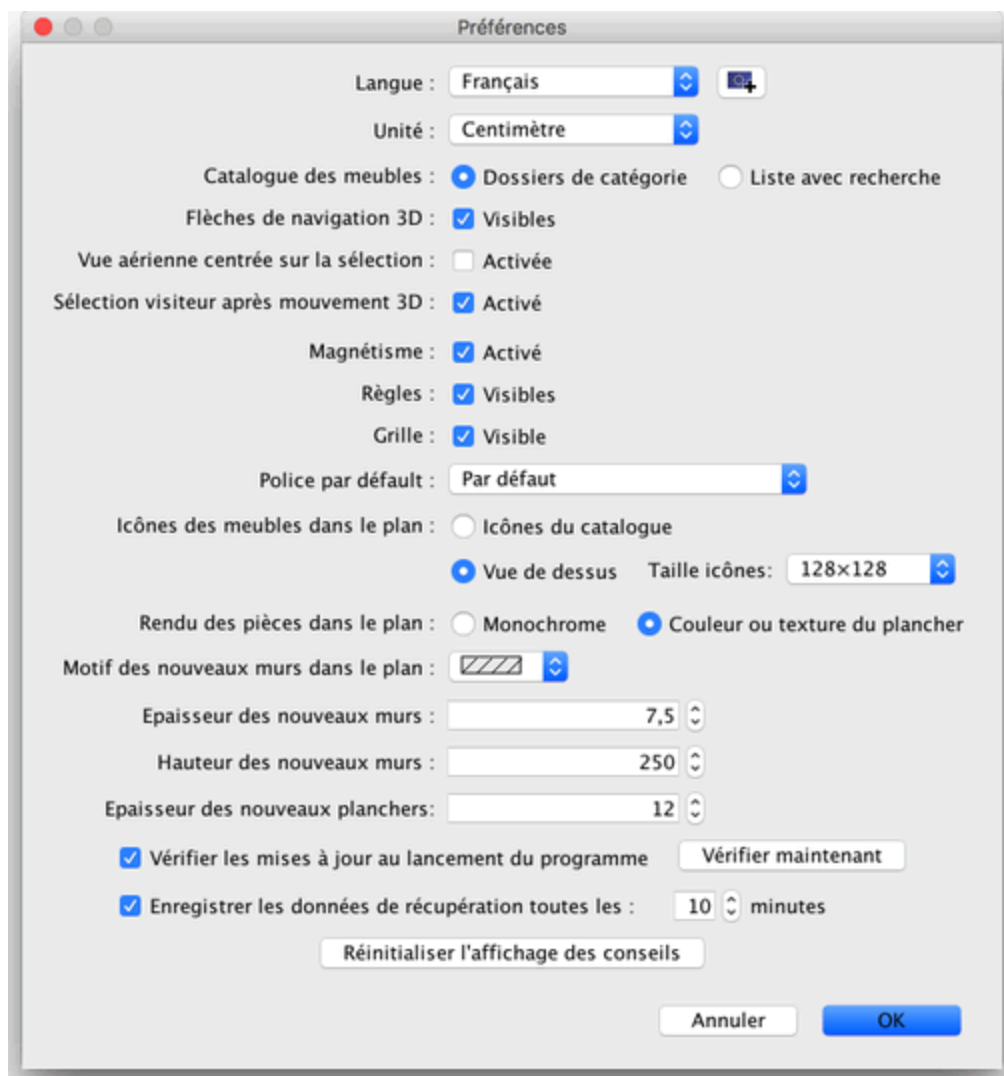 Préférences
Langue : Français
Unité : Centimètre
Catalogue des meubles : Dossiers de catégorie Liste avec recherche
Flèches de navigation 3D : Visibles
Vue aérienne centrée sur la sélection : Activée
Sélection visiteur après mouvement 3D : Activé
Magnétisme : Activé
Règles : Visibles
Grille : Visible
Police par défault : Par défaut
Icônes des meubles dans le plan : Icônes du catalogue
Vue de dessus Taille icônes: 128×128
Rendu des pièces dans le plan : Monochrome Couleur ou texture du plancher
Motif des nouveaux murs dans le plan :
Epaisseur des nouveaux murs : 7,5
Hauteur des nouveaux murs : 250
Epaisseur des nouveaux planchers: 12
Vérifier les mises à jour au lancement du programme Vérifier maintenant
Enregistrer les données de récupération toutes les : 10 minutes
Réinitialiser l'affichage des conseils
Annuler OK